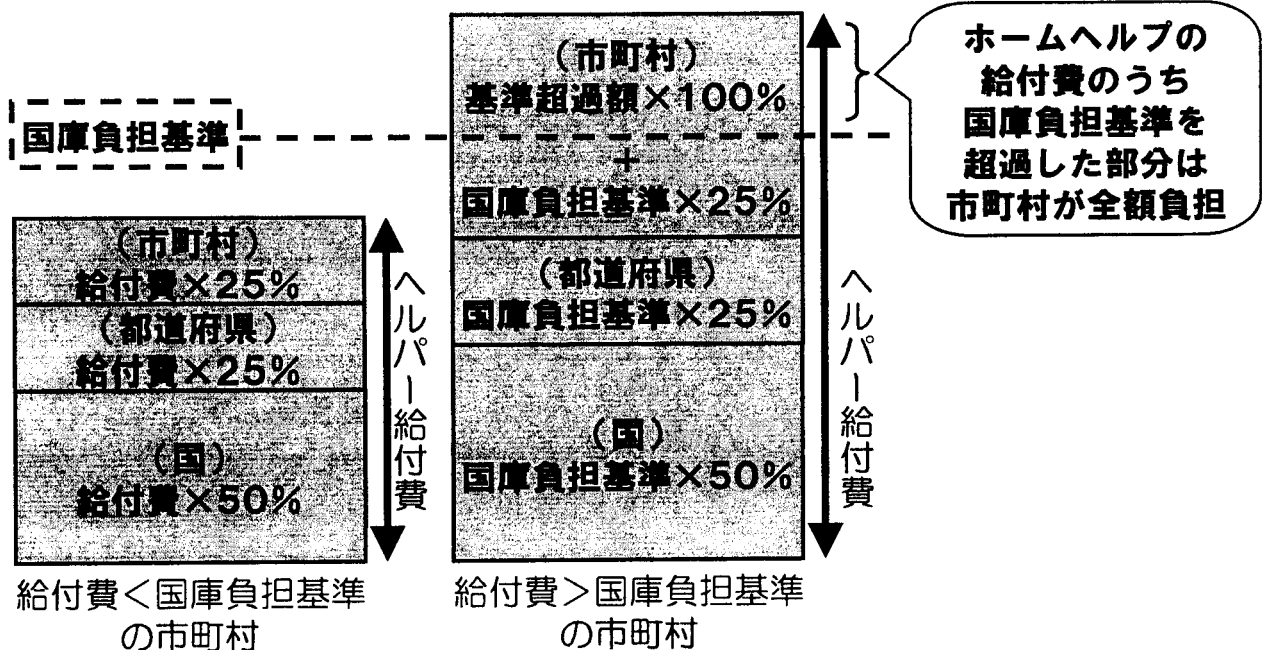 国庫負担基準
(市町村)
給付費×25%
(都道府県)
給付費×25%
(国)
給付費×50%
ヘルパー給付費
給付費<国庫負担基準
の市町村
(市町村)
基準超過額×100%
+
国庫負担基準×25%
(都道府県)
国庫負担基準×25%
(国)
国庫負担基準×50%
ヘルパー給付費
給付費>国庫負担基準
の市町村
ホームヘルプの
給付費のうち
国庫負担基準を
超過した部分は
市町村が全額負担